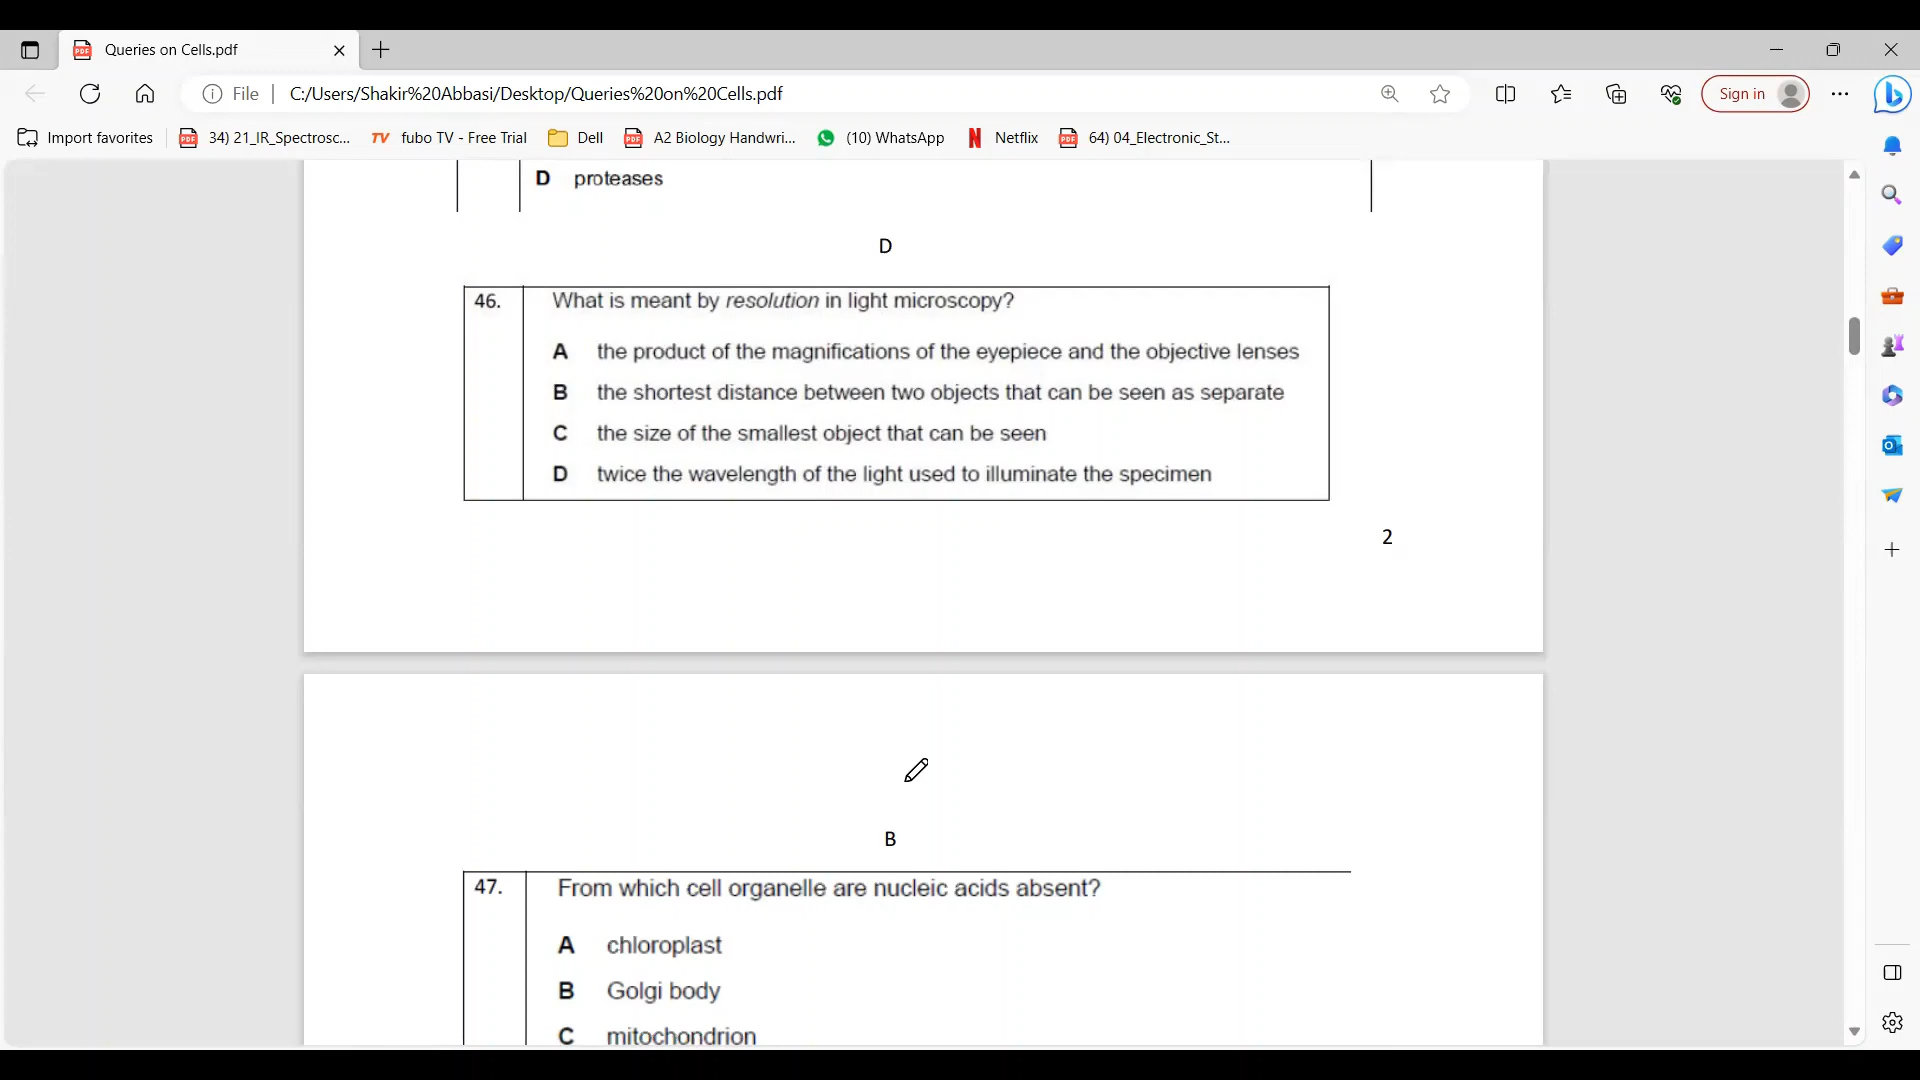 Queries on Cells.pdf
File
C:/Users/Shakir%20Abbasi/Desktop/Queries%20on%20Cells.pdf
Sign in
Import favorites
34) 21_IR_Spectrosc...
fubo TV - Free Trial
Dell
A2 Biology Handwri...
(10) WhatsApp
Netflix
64) 04_Electronic_St...
D proteases
D
46. What is meant by resolution in light microscopy?
A the product of the magnifications of the eyepiece and the objective lenses
B the shortest distance between two objects that can be seen as separate
C the size of the smallest object that can be seen
D twice the wavelength of the light used to illuminate the specimen
2
B
47. From which cell organelle are nucleic acids absent?
A chloroplast
B Golgi body
C mitochondrion